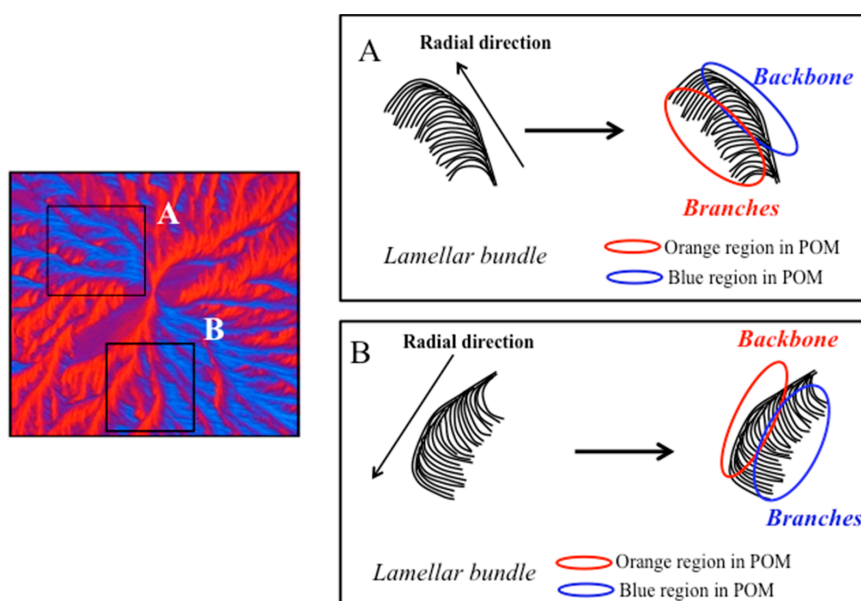 A
B
A
Radial direction
Backbone
Branches
Lamellar bundle
Orange region in POM
Blue region in POM
B
Radial direction
Backbone
Branches
Lamellar bundle
Orange region in POM
Blue region in POM